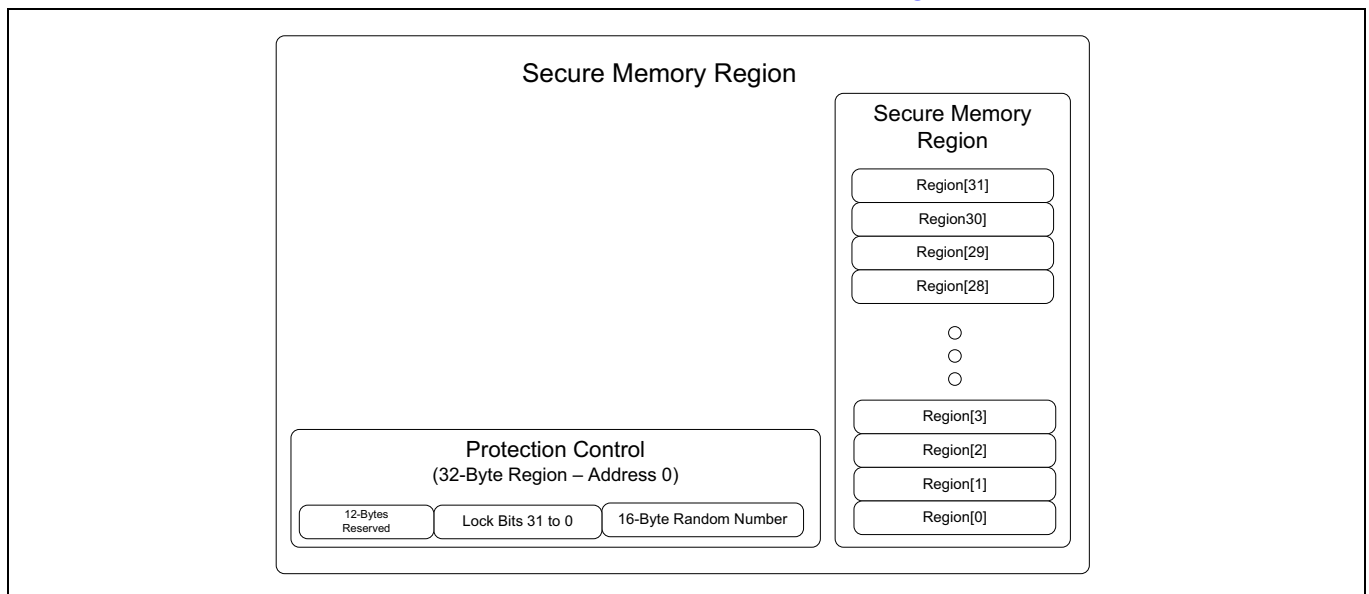 Secure Memory Region
Secure Memory
Region
Region[31]
Region30]
Region[29]
Region[28]
Region[3]
Region[2]
Region[1]
Region[0]
Protection Control
(32-Byte Region – Address 0)
12-Bytes
Reserved
Lock Bits 31 to 0
16-Byte Random Number